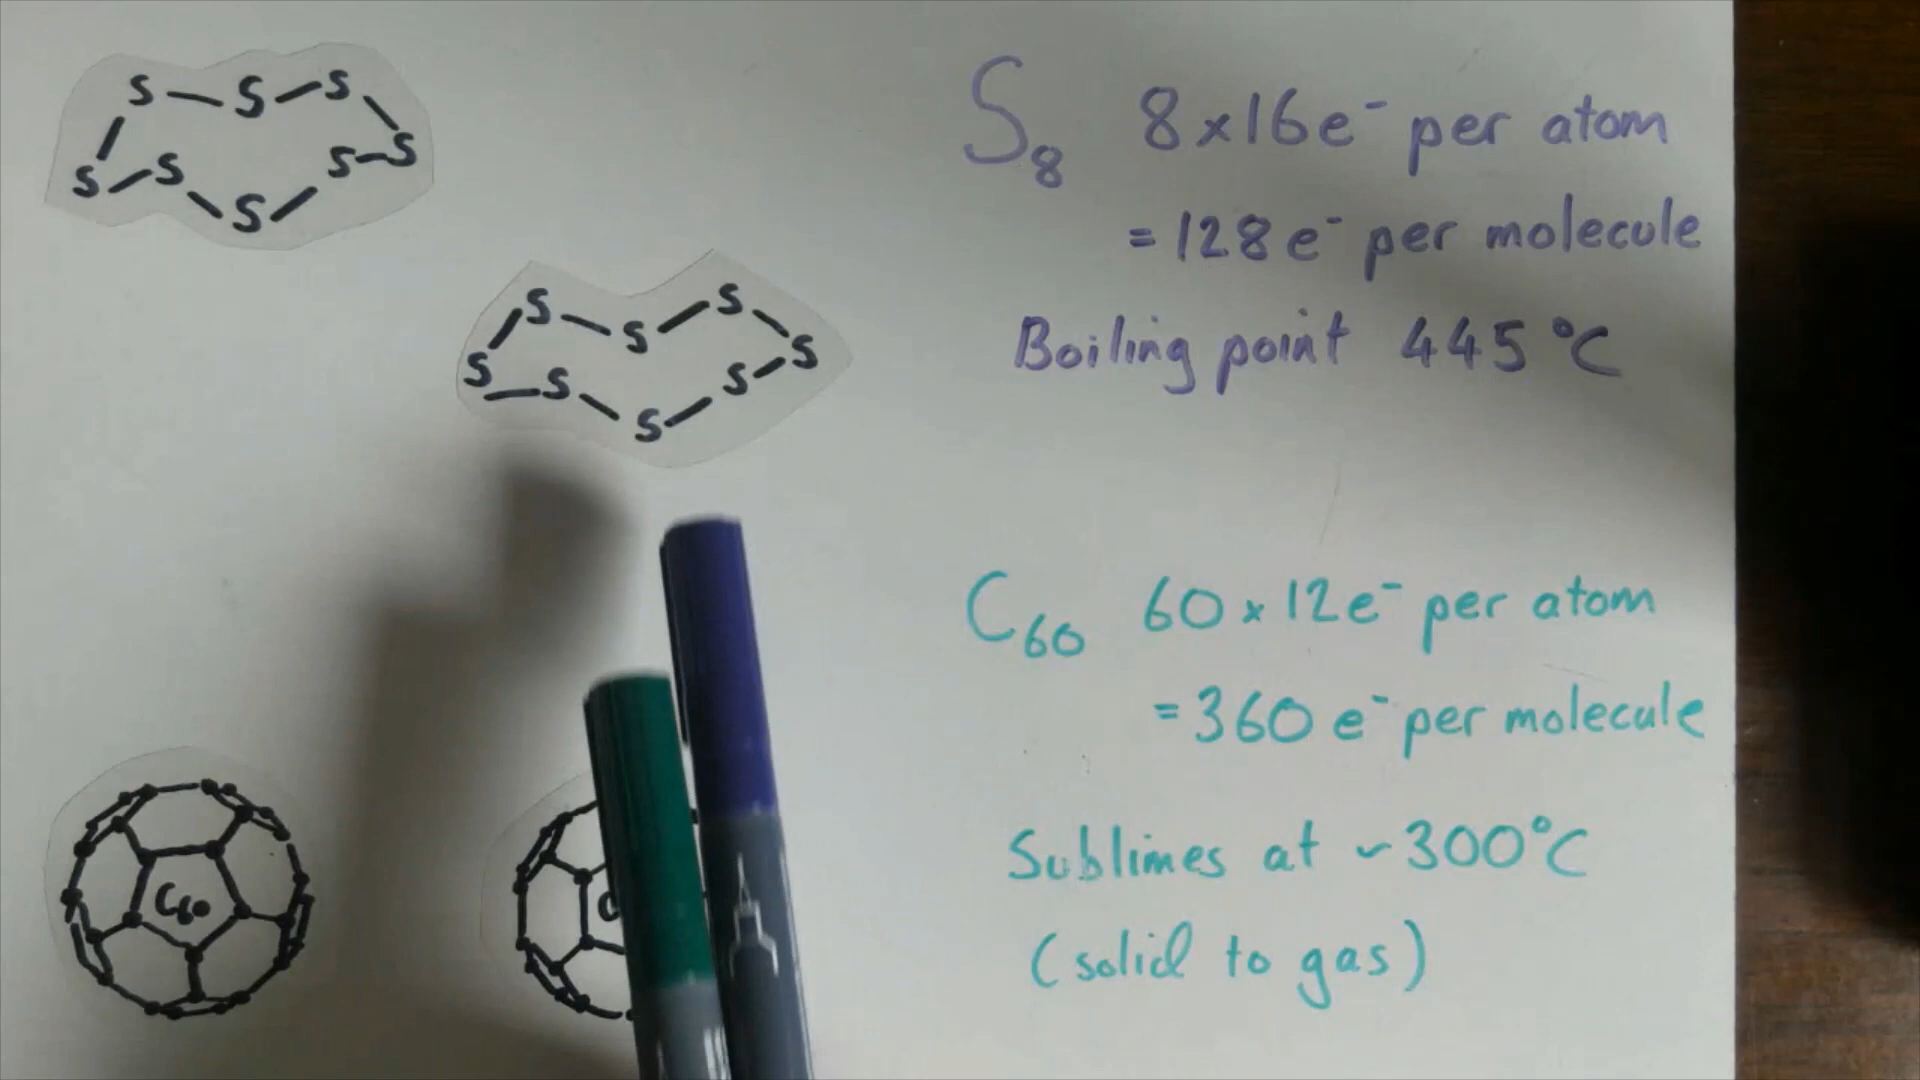 S — S — S
S — S
S — S
S
S₈ 8 x 16e⁻ per atom
= 128 e⁻ per molecule
Boiling point 445 °C
S — S — S
S S
S — S S
S
C₆₀ 60 x 12e⁻ per atom
= 360 e⁻ per molecule
Sublimes at ~300°C
(solid to gas)
C₆₀